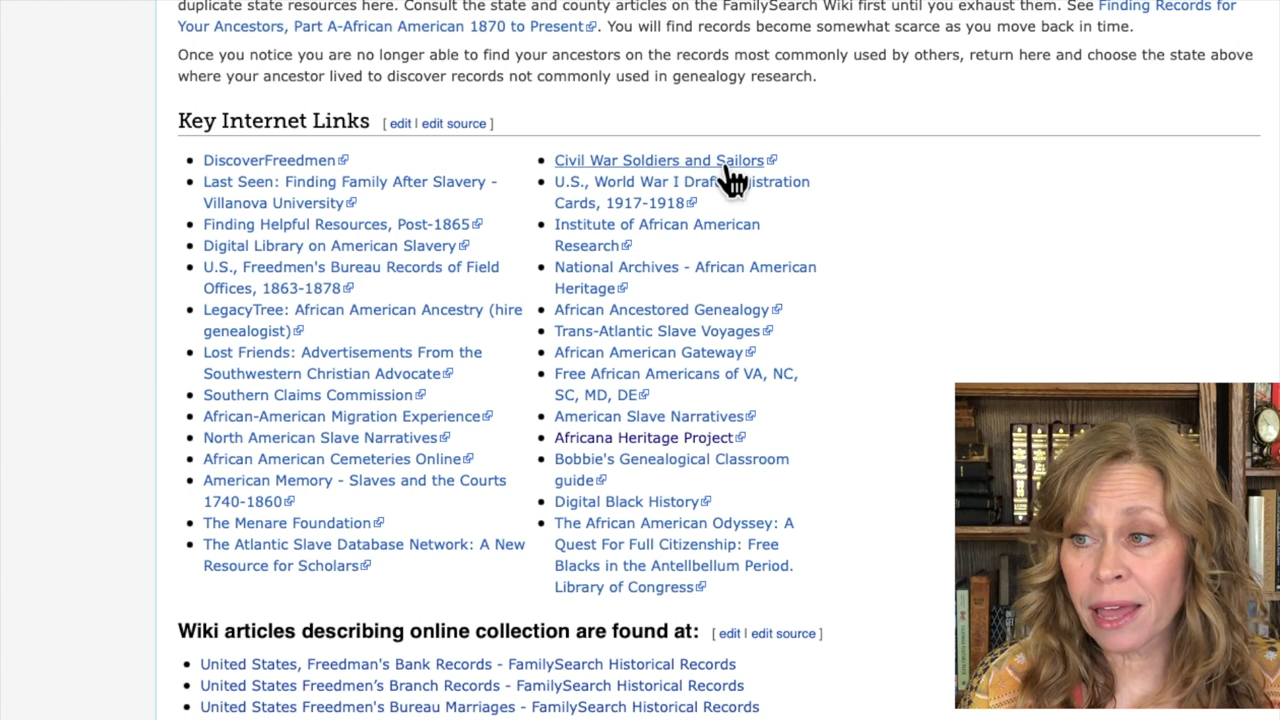 duplicate state resources here. Consult the state and county articles on the FamilySearch Wiki first until you exhaust them. See Finding Records for
Your Ancestors, Part A-African American 1870 to Present. You will find records become somewhat scarce as you move back in time.
Once you notice you are no longer able to find your ancestors on the records most commonly used by others, return here and choose the state above
where your ancestor lived to discover records not commonly used in genealogy research.
Key Internet Links [ edit | edit source ]
DiscoverFreedmen
Last Seen: Finding Family After Slavery -
Villanova University
Finding Helpful Resources, Post-1865
Digital Library on American Slavery
U.S., Freedmen's Bureau Records of Field
Offices, 1863-1878
LegacyTree: African American Ancestry (hire
genealogist)
Lost Friends: Advertisements From the
Southwestern Christian Advocate
Southern Claims Commission
African-American Migration Experience
North American Slave Narratives
African American Cemeteries Online
American Memory - Slaves and the Courts
1740-1860
The Menare Foundation
The Atlantic Slave Database Network: A New
Resource for Scholars
Civil War Soldiers and Sailors
U.S., World War I Draft Registration
Cards, 1917-1918
Institute of African American
Research
National Archives - African American
Heritage
African Ancestored Genealogy
Trans-Atlantic Slave Voyages
African American Gateway
Free African Americans of VA, NC,
SC, MD, DE
American Slave Narratives
Africana Heritage Project
Bobbie's Genealogical Classroom
guide
Digital Black History
The African American Odyssey: A
Quest For Full Citizenship: Free
Blacks in the Antellbellum Period.
Library of Congress
Wiki articles describing online collection are found at: [ edit | edit source ]
United States, Freedman's Bank Records - FamilySearch Historical Records
United States Freedmen’s Branch Records - FamilySearch Historical Records
United States Freedmen's Bureau Marriages - FamilySearch Historical Records